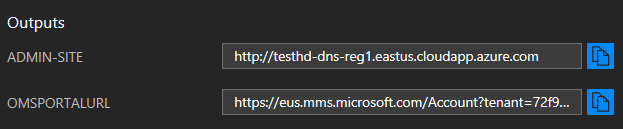 Outputs
ADMIN-SITE http://testhd-dns-reg1.eastus.cloudapp.azure.com
OMSPORTALURL https://eus.mms.microsoft.com/Account?tenant=72f9...